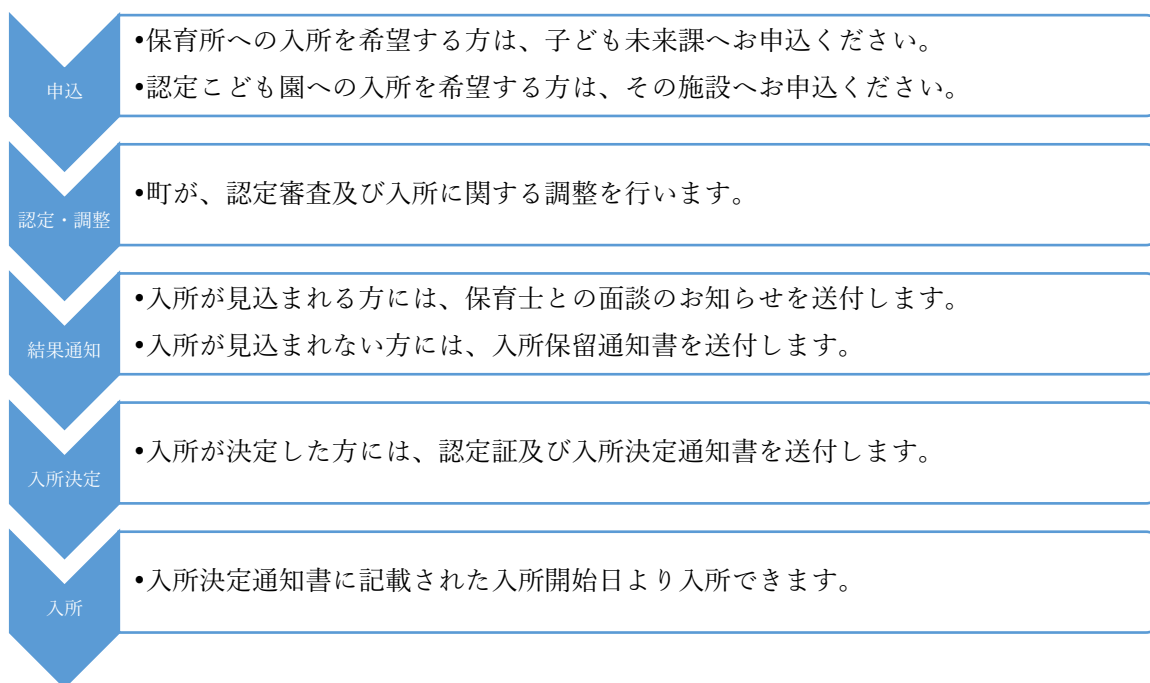 申込
•保育所への入所を希望する方は、子ども未来課へお申込ください。
•認定こども園への入所を希望する方は、その施設へお申込ください。
認定・調整
•町が、認定審査及び入所に関する調整を行います。
結果通知
•入所が見込まれる方には、保育士との面談のお知らせを送付します。
•入所が見込まれない方には、入所保留通知書を送付します。
入所決定
•入所が決定した方には、認定証及び入所決定通知書を送付します。
入所
•入所決定通知書に記載された入所開始日より入所できます。